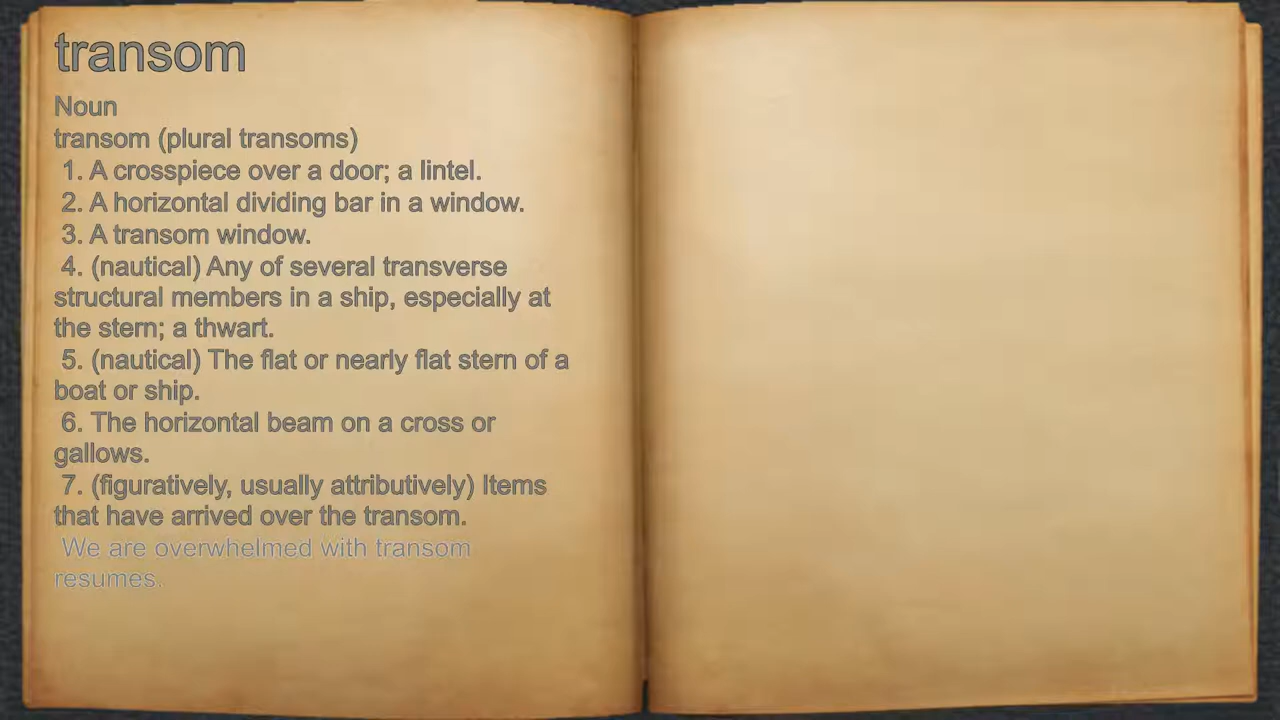 transom
Noun
transom (plural transoms)
1. A crosspiece over a door; a lintel.
2. A horizontal dividing bar in a window.
3. A transom window.
4. (nautical) Any of several transverse
structural members in a ship, especially at
the stern; a thwart.
5. (nautical) The flat or nearly flat stern of a
boat or ship.
6. The horizontal beam on a cross or
gallows.
7. (figuratively, usually attributively) Items
that have arrived over the transom.
We are overwhelmed with transom
resumes.